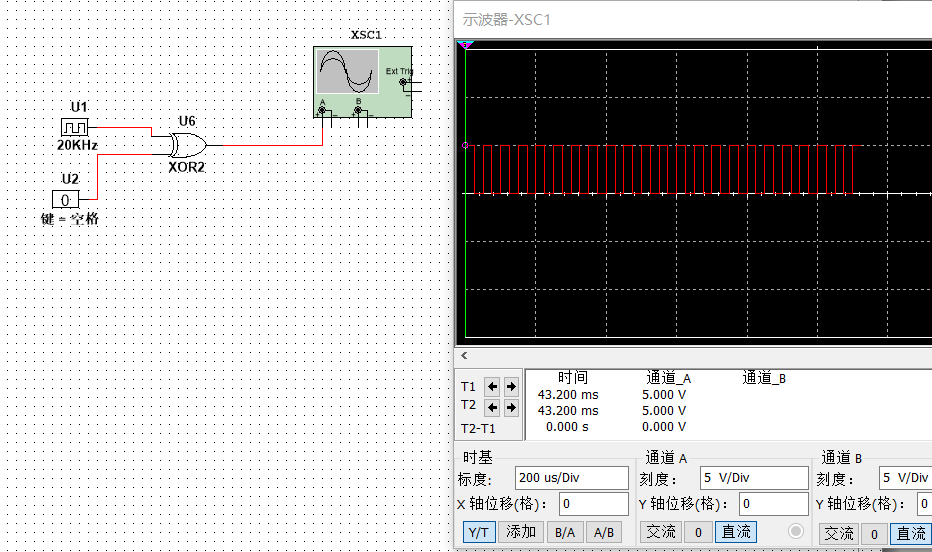 XSC1
Ext Trig
+
−
A
B
+
−
+
−
U1
20KHz
U6
XOR2
U2
0
键 = 空格
示波器-XSC1
T1
T2
T2-T1
时间
通道_A
通道_B
43.200 ms
5.000 V
43.200 ms
5.000 V
0.000 s
0.000 V
时基
标度:
200 us/Div
X 轴位移(格):
0
Y/T
添加
B/A
A/B
通道 A
刻度:
5 V/Div
Y 轴位移(格):
0
交流
0
直流
通道 B
刻度:
5 V/Div
Y 轴位移(格):
0
交流
0
直流